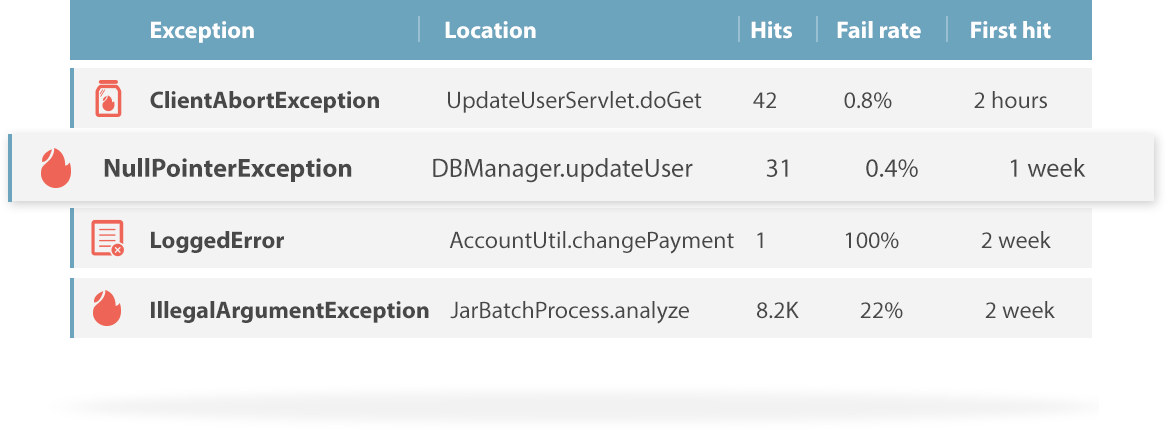 Exception Location Hits Fail rate First hit
ClientAbortException UpdateUserServlet.doGet 42 0.8% 2 hours
NullPointerException DBManager.updateUser 31 0.4% 1 week
LoggedError AccountUtil.changePayment 1 100% 2 week
IllegalArgumentException JarBatchProcess.analyze 8.2K 22% 2 week